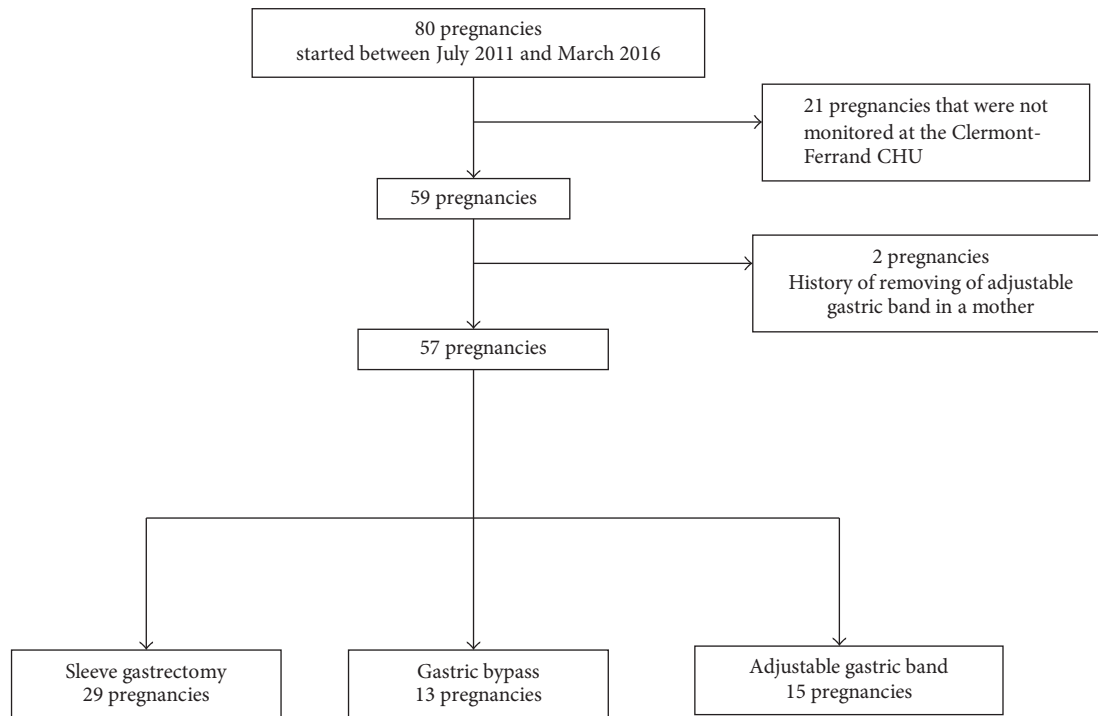 80 pregnancies
started between July 2011 and March 2016
21 pregnancies that were not
monitored at the Clermont-
Ferrand CHU
59 pregnancies
2 pregnancies
History of removing of adjustable
gastric band in a mother
57 pregnancies
Sleeve gastrectomy
29 pregnancies
Gastric bypass
13 pregnancies
Adjustable gastric band
15 pregnancies